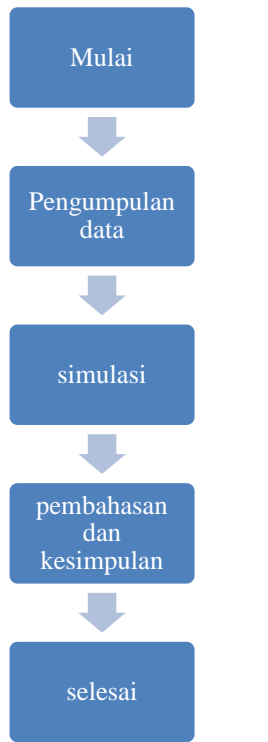 Mulai
Pengumpulan
data
simulasi
pembahasan
dan
kesimpulan
selesai